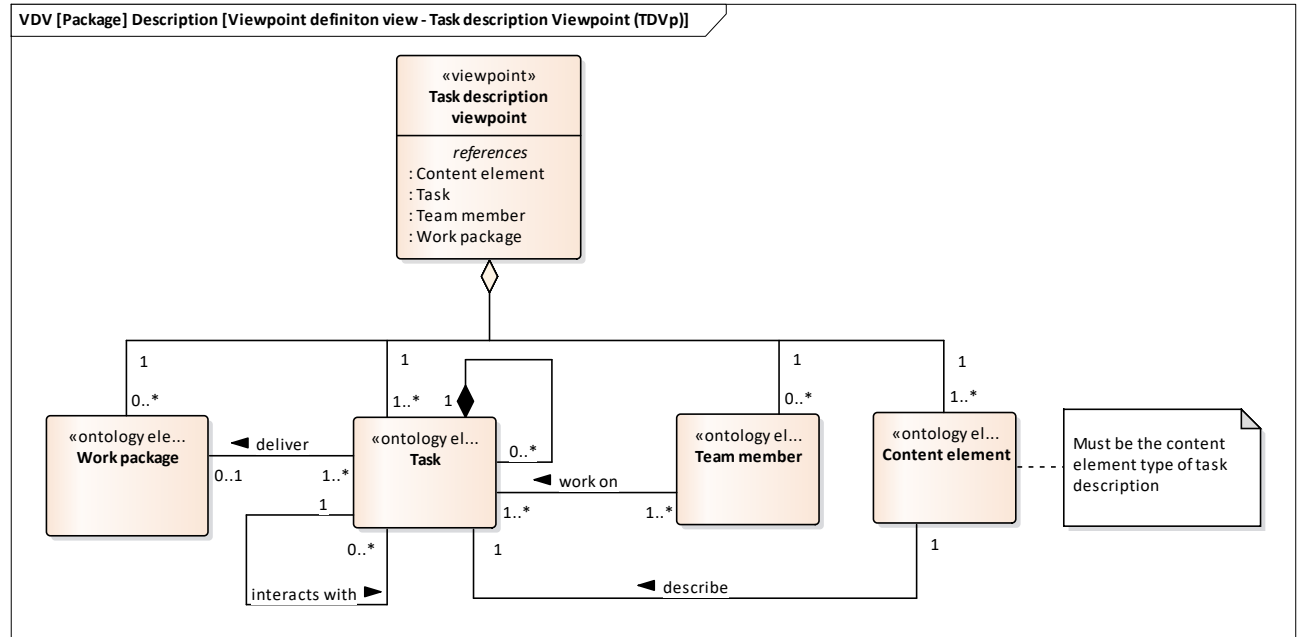 VDV [Package] Description [Viewpoint definiton view - Task description Viewpoint (TDVp)]
«viewpoint»
Task description
viewpoint
references
: Content element
: Task
: Team member
: Work package
1
1
1
1
0..*
1..*
1
0..*
1..*
«ontology ele...
Work package
deliver
0..1
1..*
«ontology el...
Task
0..*
work on
1..*
1..*
«ontology el...
Team member
«ontology el...
Content element
Must be the content
element type of task
description
1
0..*
interacts with
1
describe
1